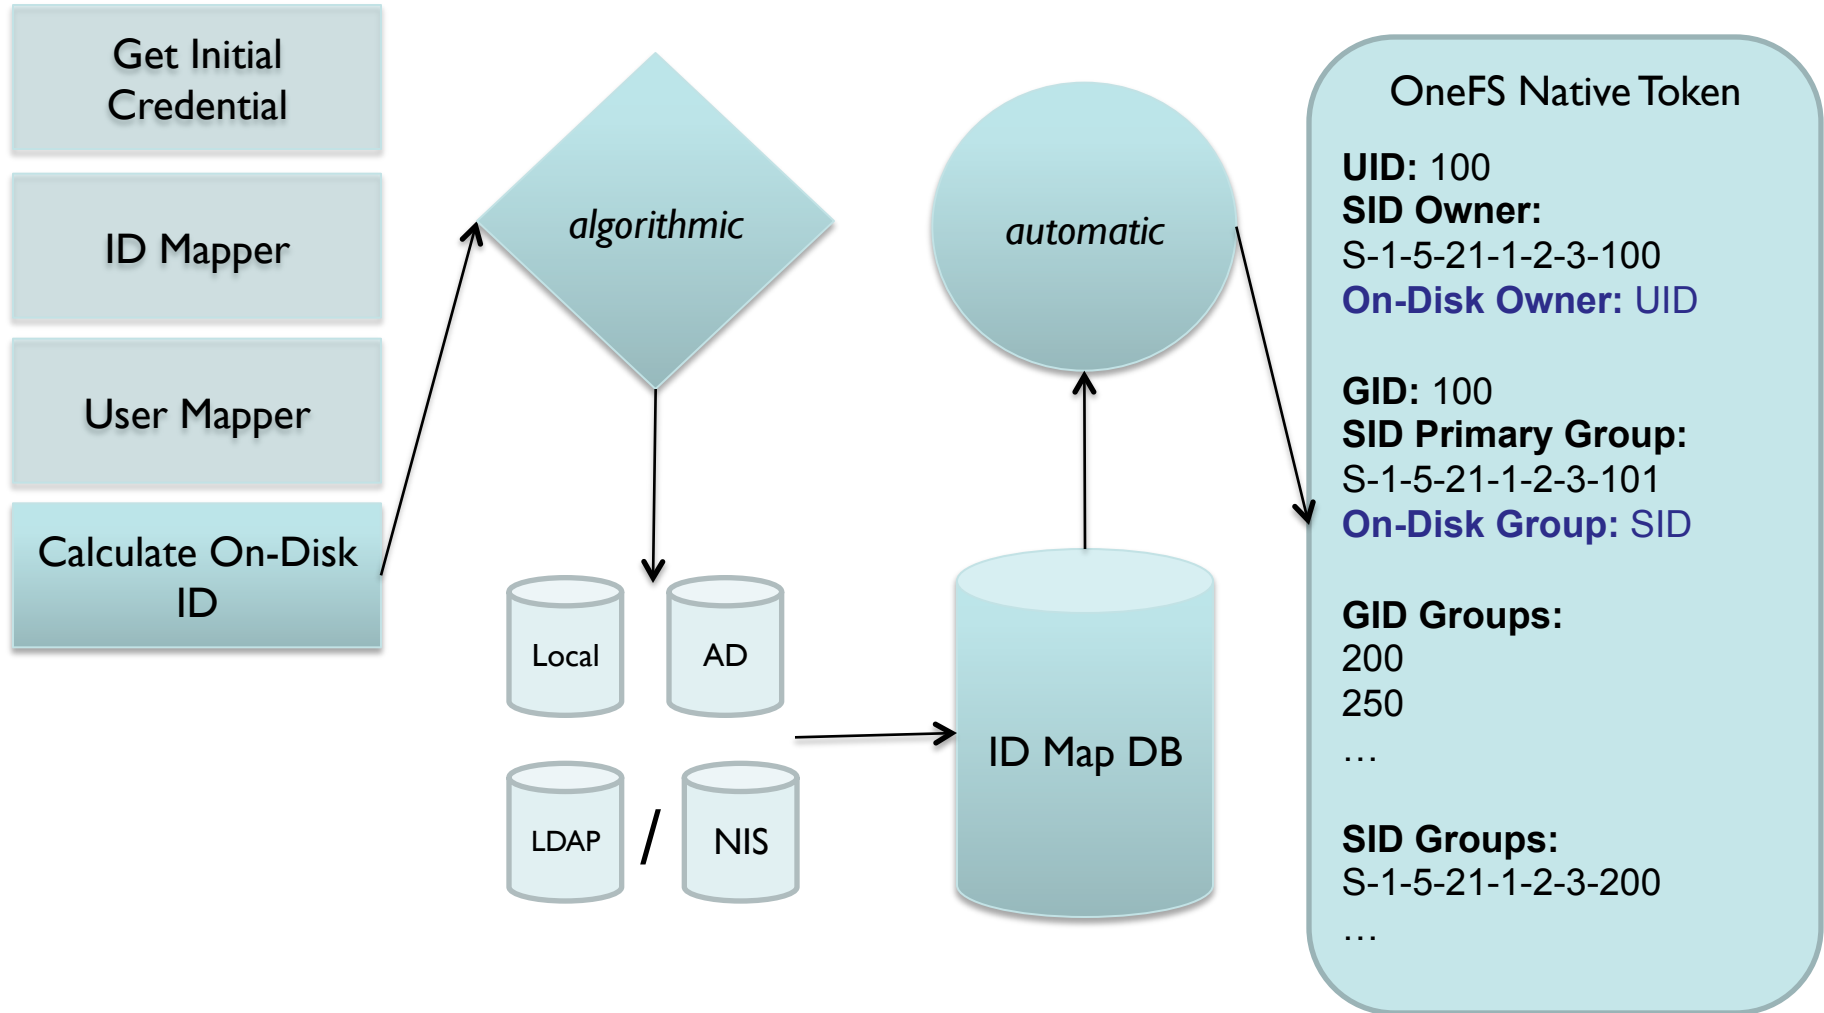 Get Initial
Credential
ID Mapper
User Mapper
Calculate On-Disk
ID
algorithmic
Local
AD
LDAP
/
NIS
ID Map DB
automatic
OneFS Native Token
UID: 100
SID Owner:
S-1-5-21-1-2-3-100
On-Disk Owner: UID
GID: 100
SID Primary Group:
S-1-5-21-1-2-3-101
On-Disk Group: SID
GID Groups:
200
250
…
SID Groups:
S-1-5-21-1-2-3-200
…